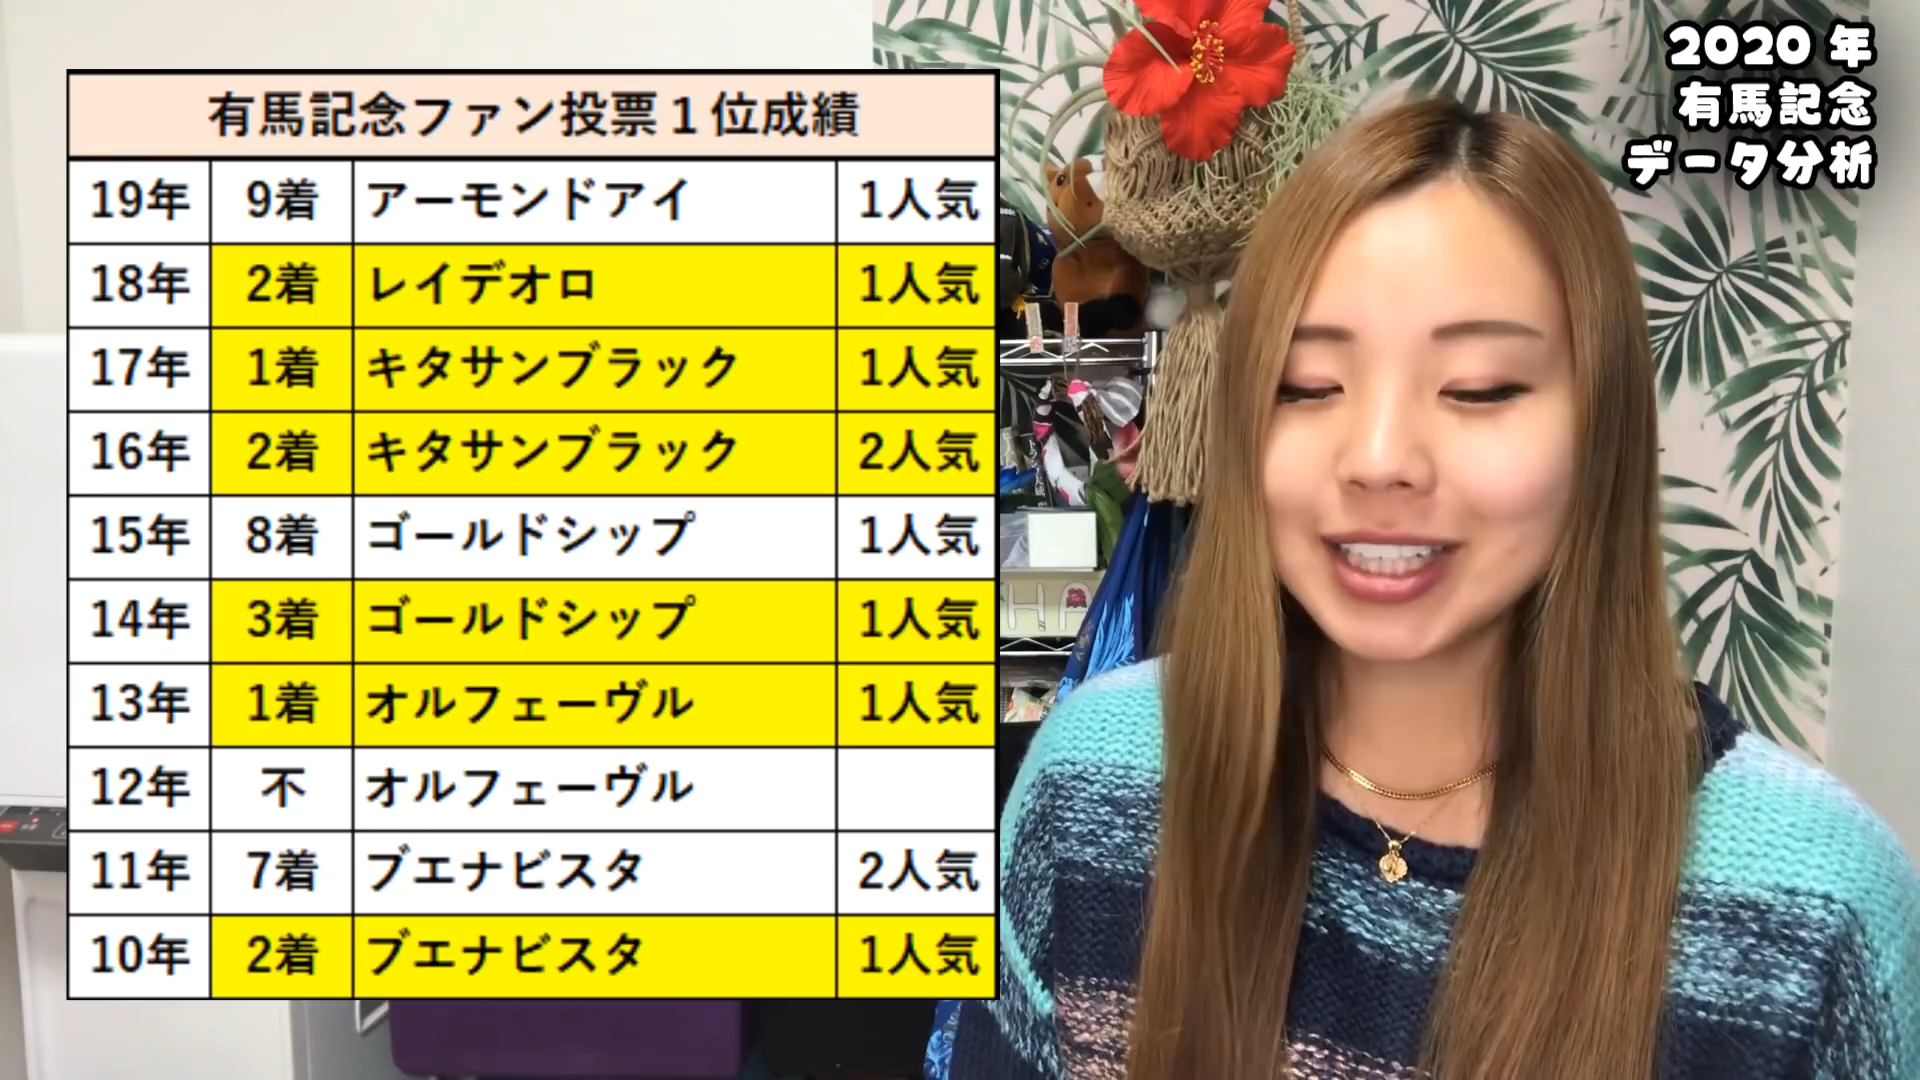 有馬記念ファン投票1位成績
19年 9着 アーモンドアイ 1人気
18年 2着 レイデオロ 1人気
17年 1着 キタサンブラック 1人気
16年 2着 キタサンブラック 2人気
15年 8着 ゴールドシップ 1人気
14年 3着 ゴールドシップ 1人気
13年 1着 オルフェーヴル 1人気
12年 不 オルフェーヴル
11年 7着 ブエナビスタ 2人気
10年 2着 ブエナビスタ 1人気
2020年
有馬記念
データ分析
HA